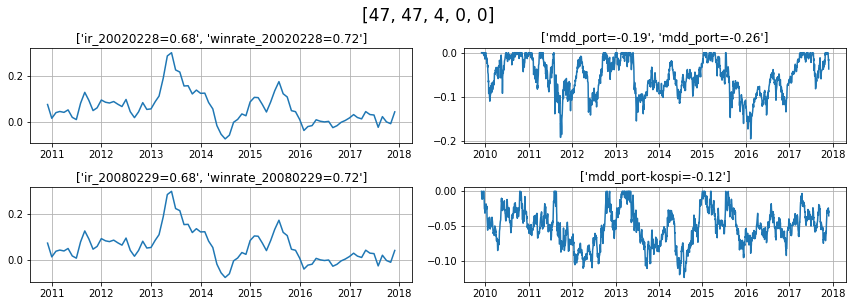 [47, 47, 4, 0, 0]
['ir_20020228=0.68', 'winrate_20020228=0.72']
0.2
0.0
2011 2012 2013 2014 2015 2016 2017 2018
['mdd_port=-0.19', 'mdd_port=-0.26']
0.0
−0.1
−0.2
2010 2011 2012 2013 2014 2015 2016 2017 2018
['ir_20080229=0.68', 'winrate_20080229=0.72']
0.2
0.0
2011 2012 2013 2014 2015 2016 2017 2018
['mdd_port-kospi=-0.12']
0.00
−0.05
−0.10
2010 2011 2012 2013 2014 2015 2016 2017 2018